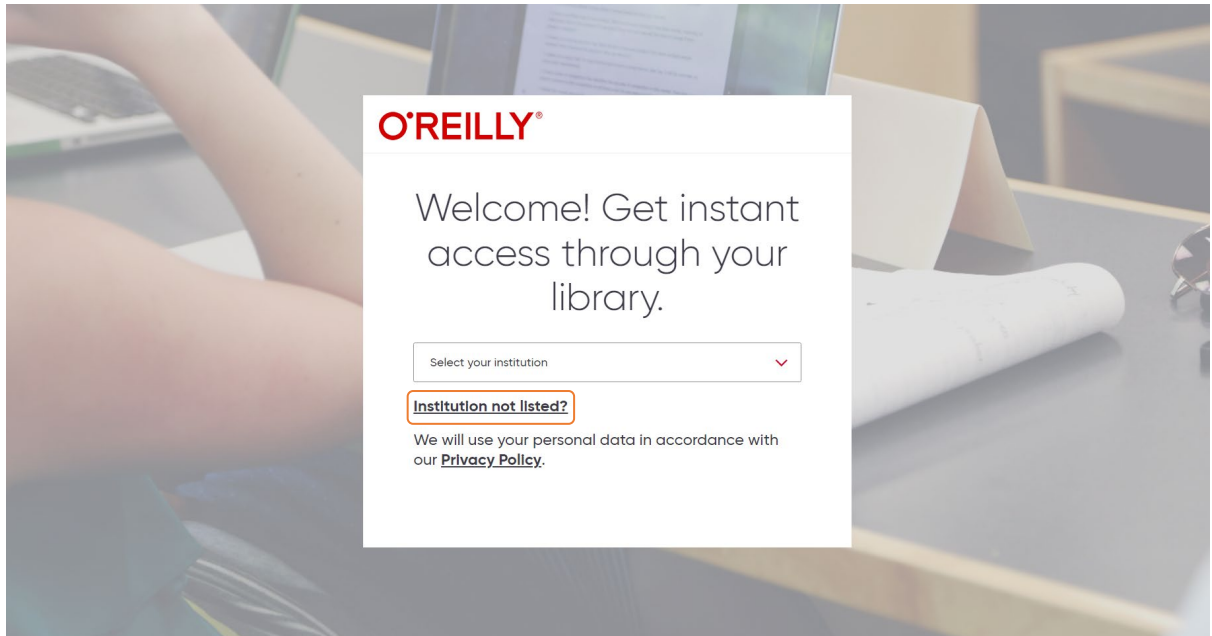 O'REILLY®
Welcome! Get instant
access through your
library.
Select your institution
Institution not listed?
We will use your personal data in accordance with
our Privacy Policy.